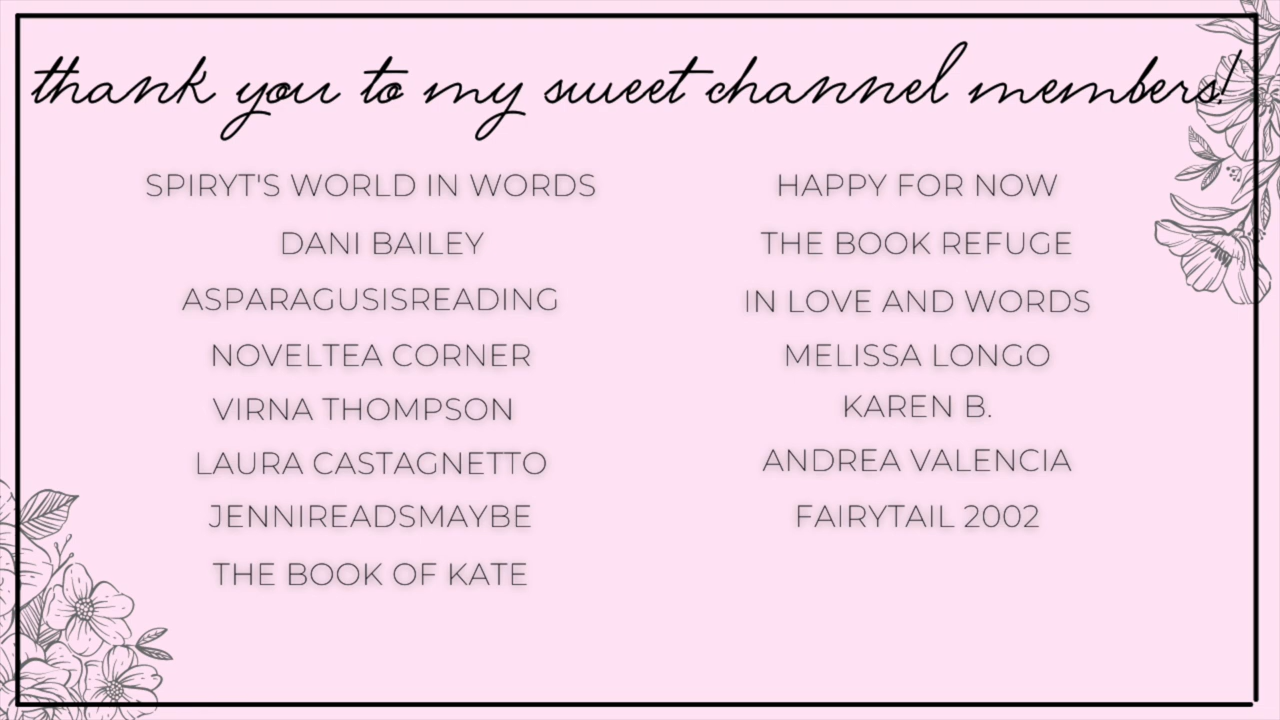 thank you to my sweet channel members!
SPIRYT'S WORLD IN WORDS
DANI BAILEY
ASPARAGUSISREADING
NOVELTEA CORNER
VIRNA THOMPSON
LAURA CASTAGNETTO
JENNIREADSMAYBE
THE BOOK OF KATE
HAPPY FOR NOW
THE BOOK REFUGE
IN LOVE AND WORDS
MELISSA LONGO
KAREN B.
ANDREA VALENCIA
FAIRYTAIL 2002